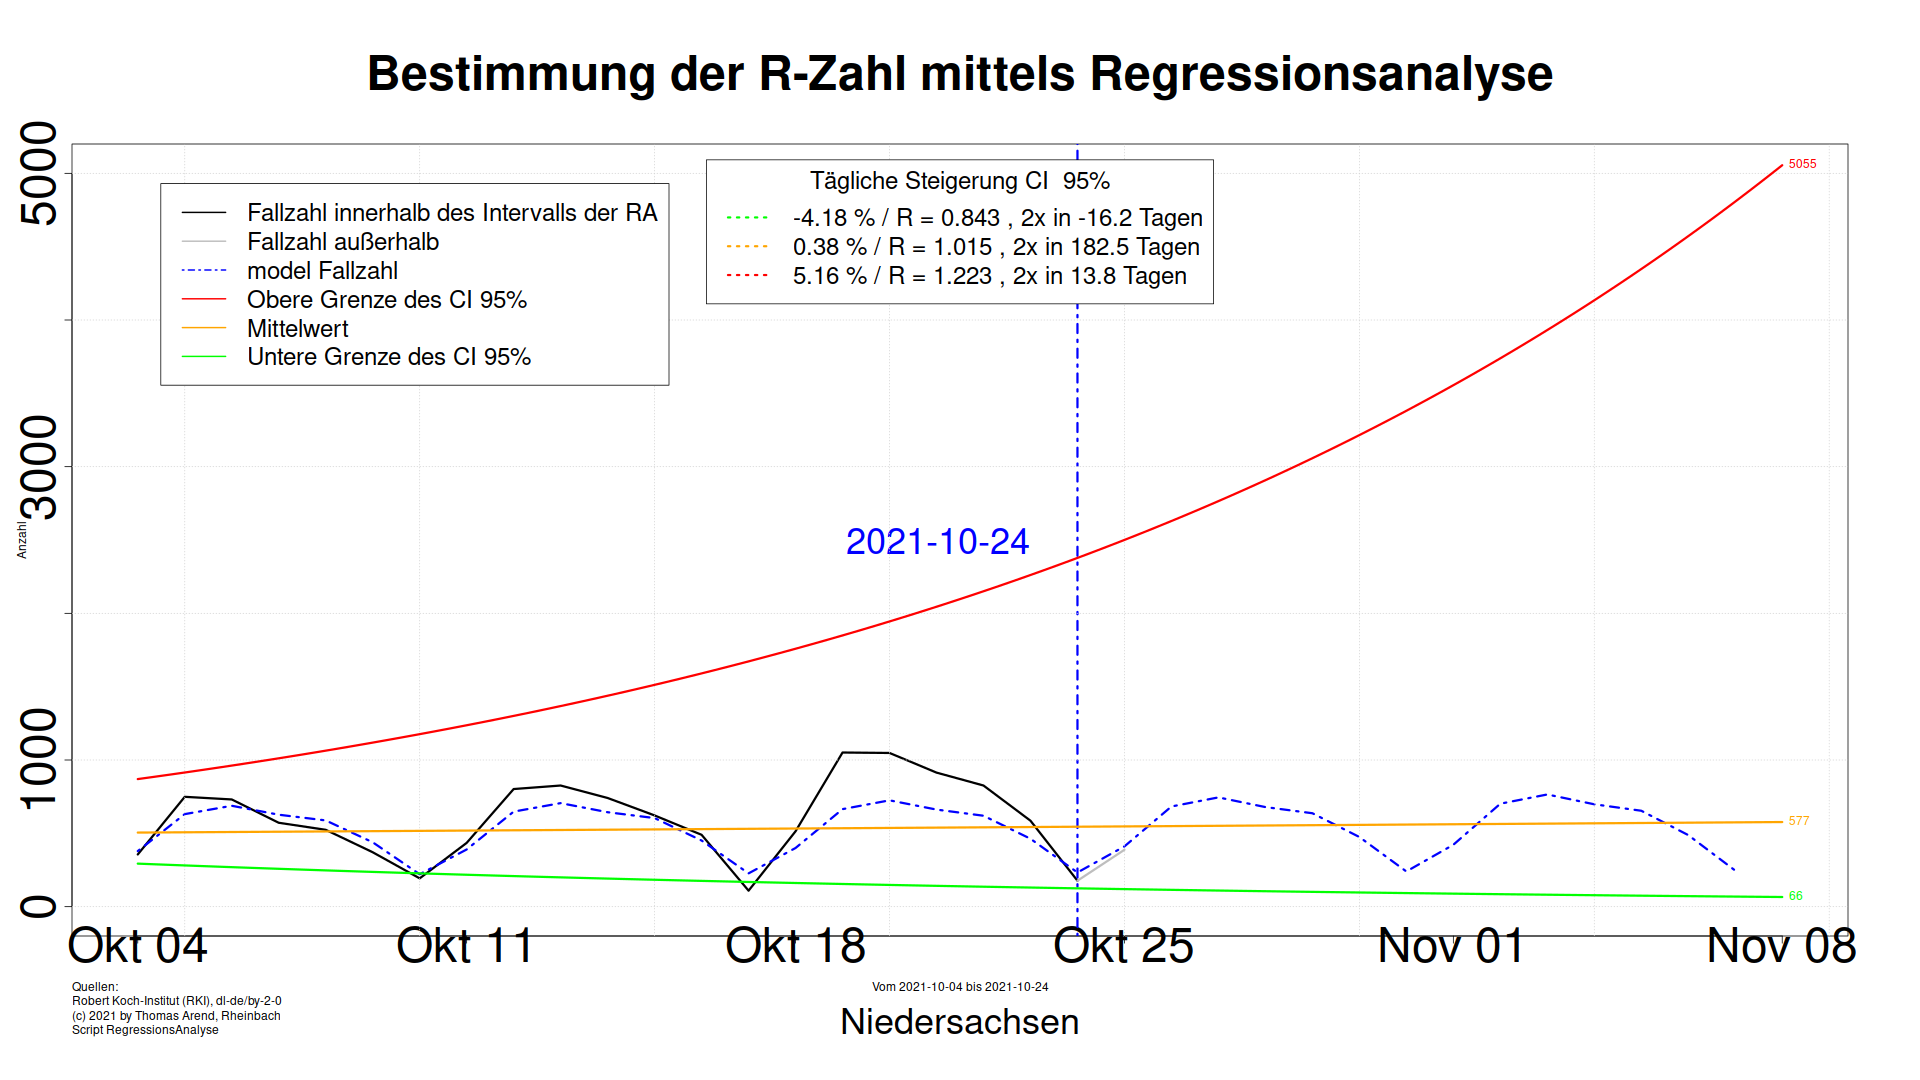 Bestimmung der R-Zahl mittels Regressionsanalyse
5000
3000
1000
0
Anzahl
Fallzahl innerhalb des Intervalls der RA
Fallzahl außerhalb
model Fallzahl
Obere Grenze des CI 95%
Mittelwert
Untere Grenze des CI 95%
Tägliche Steigerung CI 95%
-4.18 % / R = 0.843 , 2x in -16.2 Tagen
0.38 % / R = 1.015 , 2x in 182.5 Tagen
5.16 % / R = 1.223 , 2x in 13.8 Tagen
5055
2021-10-24
577
66
Okt 04
Okt 11
Okt 18
Okt 25
Nov 01
Nov 08
Quellen:
Robert Koch-Institut (RKI), dl-de/by-2-0
(c) 2021 by Thomas Arend, Rheinbach
Script RegressionsAnalyse
Vom 2021-10-04 bis 2021-10-24
Niedersachsen